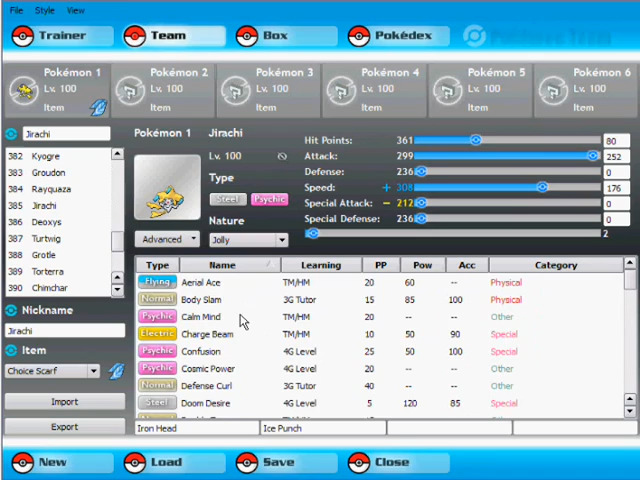 File Style View
Trainer Team Box Pokédex
Pokémon 1 Pokémon 2 Pokémon 3 Pokémon 4 Pokémon 5 Pokémon 6
Lv. 100 Lv. 100 Lv. 100 Lv. 100 Lv. 100 Lv. 100
Item Item Item Item Item Item
Jirachi
382 Kyogre
383 Groudon
384 Rayquaza
385 Jirachi
386 Deoxys
387 Turtwig
388 Grotle
389 Torterra
390 Chimchar
Nickname
Jirachi
Item
Choice Scarf
Import
Export
Pokémon 1 Jirachi
Lv. 100
Type
Steel Psychic
Nature
Advanced Jolly
Hit Points: 361 80
Attack: 299 252
Defense: 236 0
Speed: + 308 176
Special Attack: − 212 0
Special Defense: 236 0
2
Type Name Learning PP Pow Acc Category
Flying Aerial Ace TM/HM 20 60 -- Physical
Normal Body Slam 3G Tutor 15 85 100 Physical
Psychic Calm Mind TM/HM 20 -- -- Other
Electric Charge Beam TM/HM 10 50 90 Special
Psychic Confusion 4G Level 25 50 100 Special
Psychic Cosmic Power 4G Level 20 -- -- Other
Normal Defense Curl 3G Tutor 40 -- -- Other
Steel Doom Desire 4G Level 5 120 85 Special
Iron Head Ice Punch
New Load Save Close